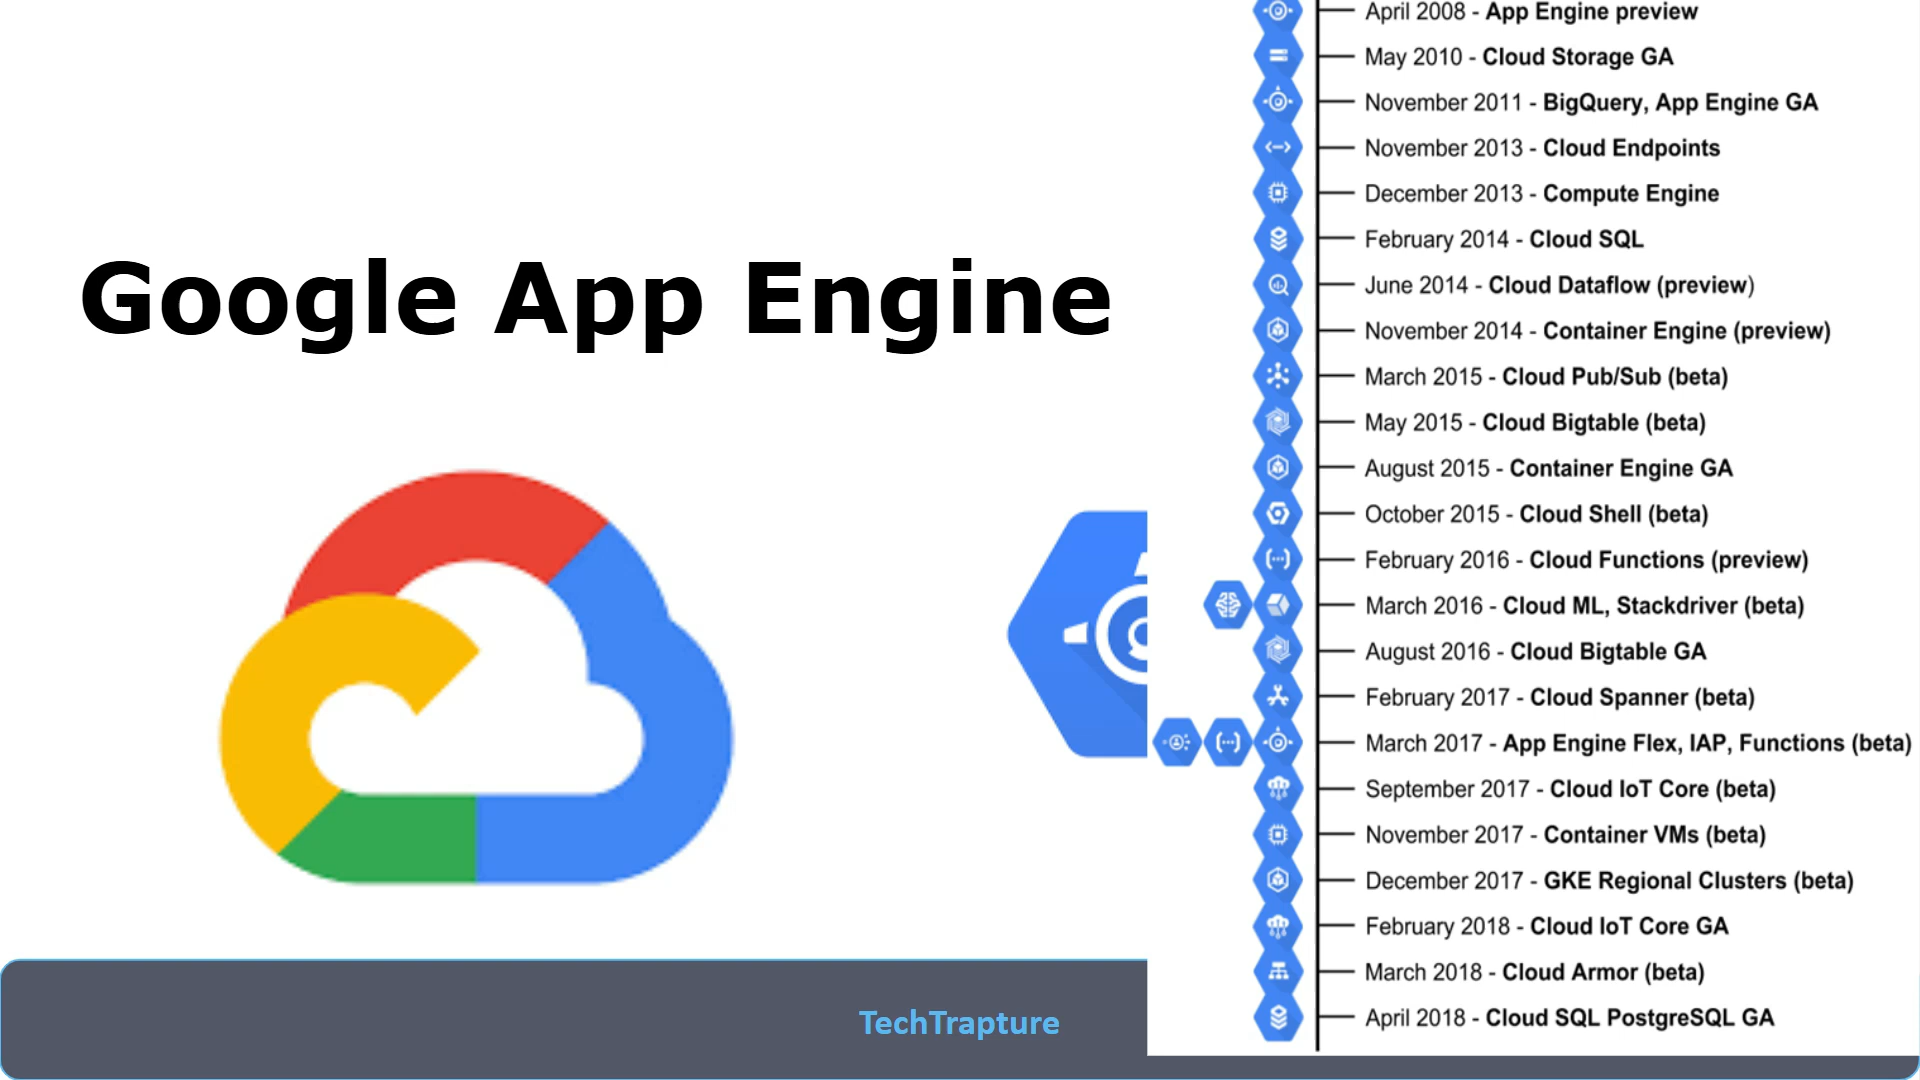 Google App Engine
April 2008 - App Engine preview
May 2010 - Cloud Storage GA
November 2011 - BigQuery, App Engine GA
November 2013 - Cloud Endpoints
December 2013 - Compute Engine
February 2014 - Cloud SQL
June 2014 - Cloud Dataflow (preview)
November 2014 - Container Engine (preview)
March 2015 - Cloud Pub/Sub (beta)
May 2015 - Cloud Bigtable (beta)
August 2015 - Container Engine GA
October 2015 - Cloud Shell (beta)
February 2016 - Cloud Functions (preview)
March 2016 - Cloud ML, Stackdriver (beta)
August 2016 - Cloud Bigtable GA
February 2017 - Cloud Spanner (beta)
March 2017 - App Engine Flex, IAP, Functions (beta)
September 2017 - Cloud IoT Core (beta)
November 2017 - Container VMs (beta)
December 2017 - GKE Regional Clusters (beta)
February 2018 - Cloud IoT Core GA
March 2018 - Cloud Armor (beta)
April 2018 - Cloud SQL PostgreSQL GA
TechTrapture